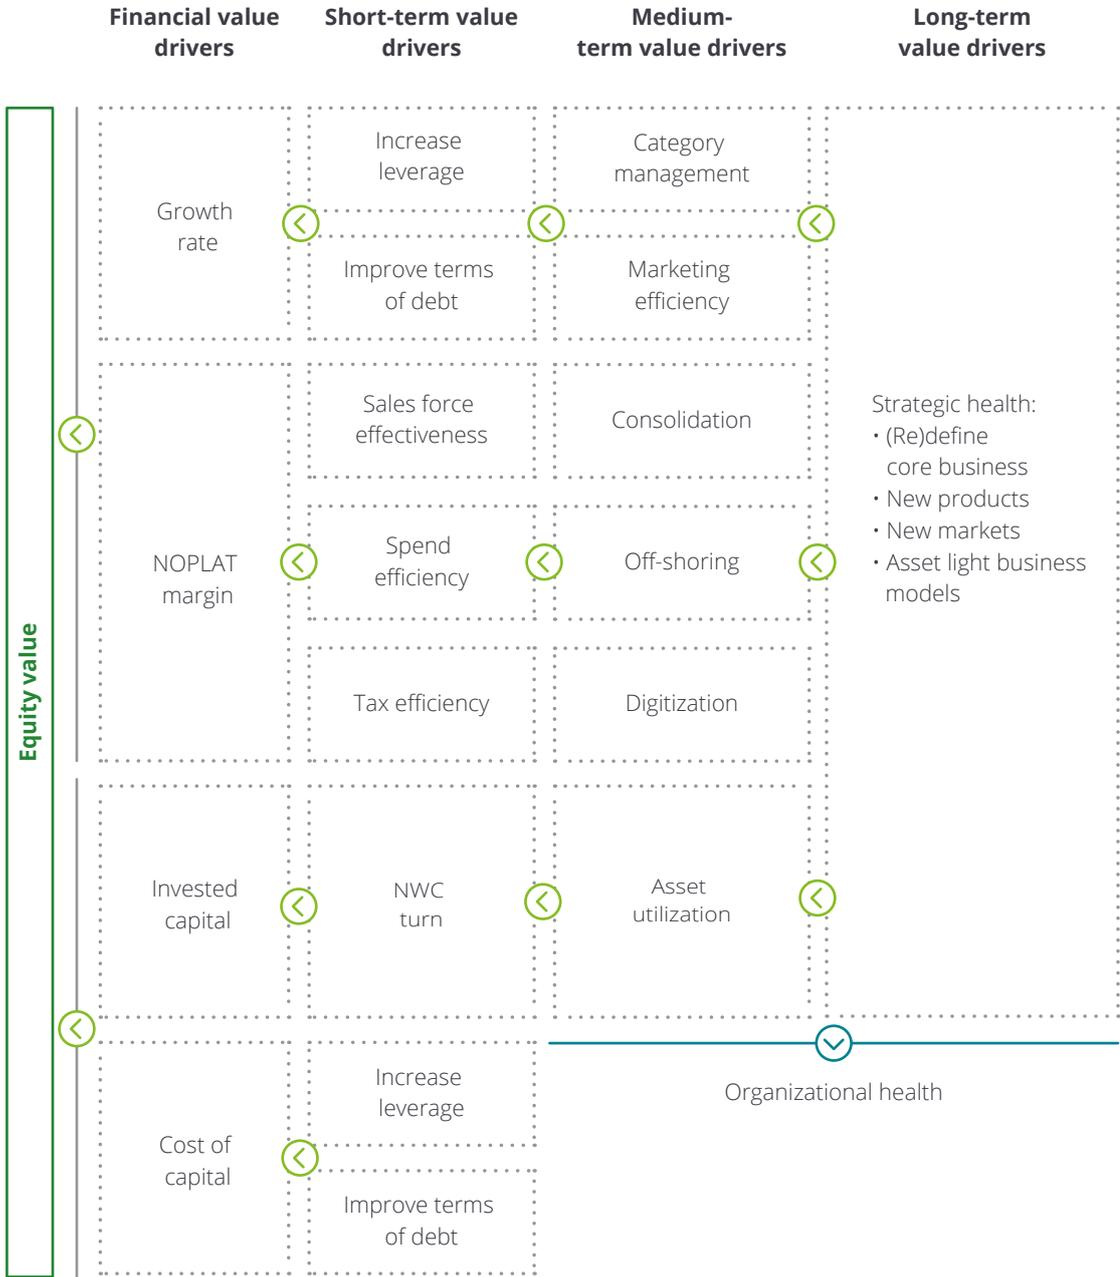 Financial value
drivers
Short-term value
drivers
Medium-
term value drivers
Long-term
value drivers
Equity value
Growth
rate
Increase
leverage
Category
management
Improve terms
of debt
Marketing
efficiency
NOPLAT
margin
Sales force
effectiveness
Consolidation
Spend
efficiency
Off-shoring
Tax efficiency
Digitization
Strategic health:
• (Re)define
core business
• New products
• New markets
• Asset light business
models
Invested
capital
NWC
turn
Asset
utilization
Cost of
capital
Increase
leverage
Improve terms
of debt
Organizational health